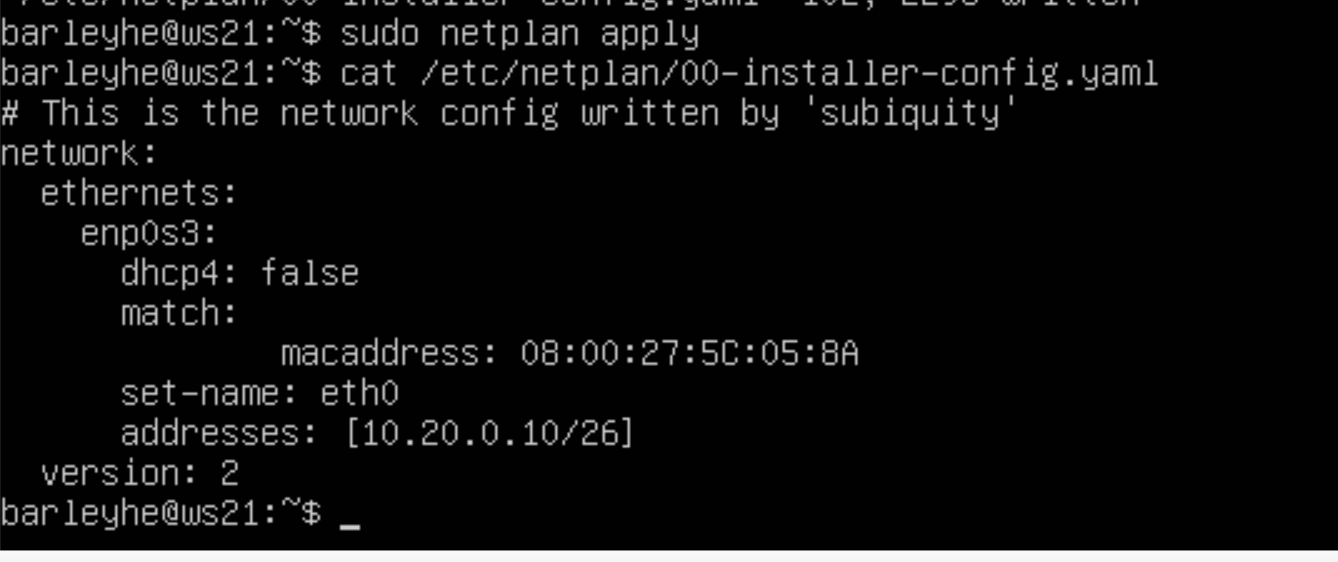 barleyhe@ws21:~$ sudo netplan apply
barleyhe@ws21:~$ cat /etc/netplan/00-installer-config.yaml
# This is the network config written by 'subiquity'
network:
  ethernets:
    enp0s3:
      dhcp4: false
      match:
              macaddress: 08:00:27:5C:05:8A
      set-name: eth0
      addresses: [10.20.0.10/26]
  version: 2
barleyhe@ws21:~$ _